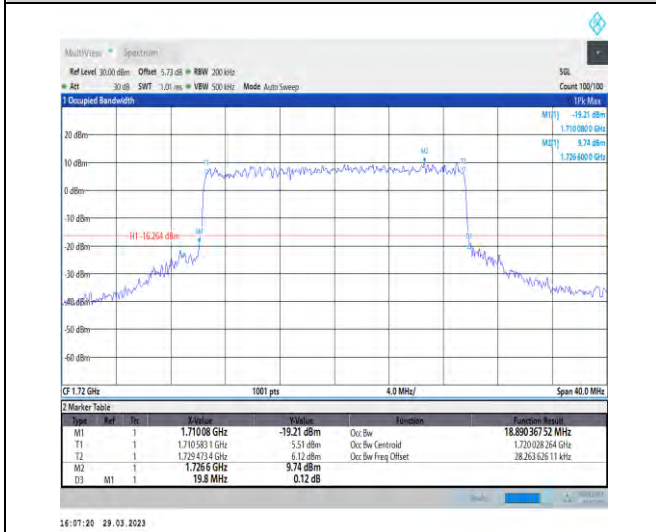 MultiView Spectrum
Ref Level 30.00 dBm Offset 5.73 dB RBW 200 kHz SGL
Att 30 dB SWT 1.01 ms VBW 500 kHz Mode Auto Sweep Count 100/100
1 Occupied Bandwidth 1Pk Max
M1[1] -19.21 dBm
1.710 080 0 GHz
M2[1] 9.74 dBm
1.726 600 0 GHz
20 dBm
10 dBm
M2
0 dBm
-10 dBm
H1 -16.264 dBm
M1
-20 dBm
-30 dBm
-40 dBm
-50 dBm
-60 dBm
CF 1.72 GHz 1001 pts 4.0 MHz/ Span 40.0 MHz
2 Marker Table
Type Ref Trc X-Value Y-Value Function Function Result
M1 1 1.710 08 GHz -19.21 dBm Occ Bw 18.890 367 52 MHz
T1 1 1.710 583 1 GHz 5.51 dBm Occ Bw Centroid 1.720 028 264 GHz
T2 1 1.729 473 4 GHz 6.12 dBm Occ Bw Freq Offset 28.263 626 11 kHz
M2 1 1.726 6 GHz 9.74 dBm
D3 M1 1 19.8 MHz 0.12 dB
16:07:20 29.03.2023